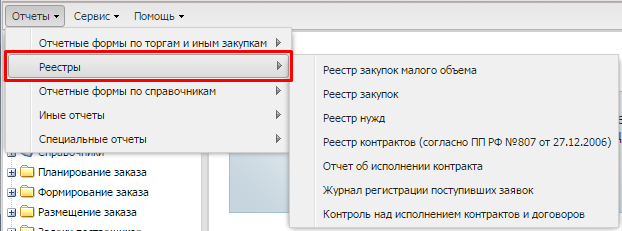 Отчеты Сервис Помощь
Отчетные формы по торгам и иным закупкам
Реестры
Отчетные формы по справочникам
Иные отчеты
Специальные отчеты
Реестр закупок малого объема
Реестр закупок
Реестр нужд
Реестр контрактов (согласно ПП РФ №807 от 27.12.2006)
Отчет об исполнении контракта
Журнал регистрации поступивших заявок
Контроль над исполнением контрактов и договоров
Справочники
Планирование заказа
Формирование заказа
Размещение заказа